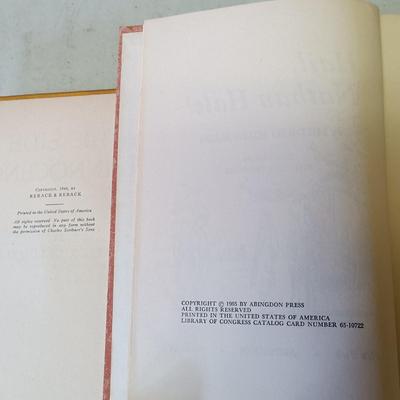 COPYRIGHT, 1949, BY
REBACK & REBACK
Printed in the United States of America
All rights reserved. No part of this book
may be reproduced in any form without
the permission of Charles Scribner's Sons
COPYRIGHT © 1965 BY ABINGDON PRESS
ALL RIGHTS RESERVED
PRINTED IN THE UNITED STATES OF AMERICA
LIBRARY OF CONGRESS CATALOG CARD NUMBER 65-10722